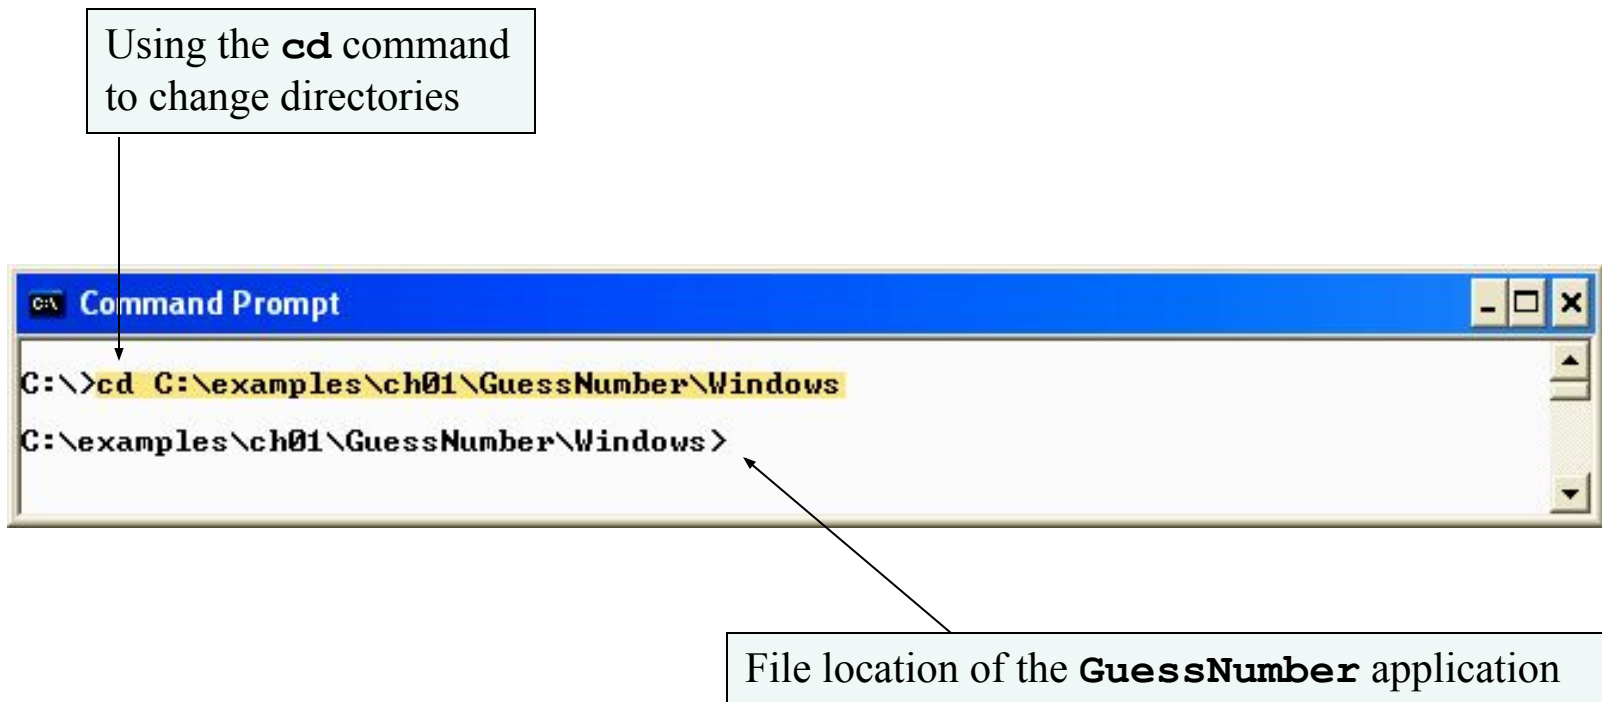 Using the cd command
to change directories
C:\ Command Prompt
C:\>cd C:\examples\ch01\GuessNumber\Windows
C:\examples\ch01\GuessNumber\Windows>
File location of the GuessNumber application